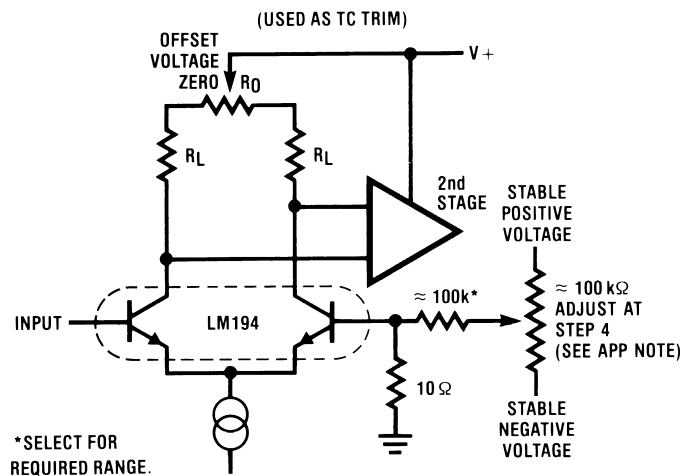 (USED AS TC TRIM)
OFFSET
VOLTAGE
ZERO
RO
V+
RL
RL
2nd
STAGE
STABLE
POSITIVE
VOLTAGE
≈ 100k*
≈ 100 kΩ
ADJUST AT
STEP 4
(SEE APP NOTE)
INPUT
LM194
10 Ω
STABLE
NEGATIVE
VOLTAGE
*SELECT FOR
REQUIRED RANGE.